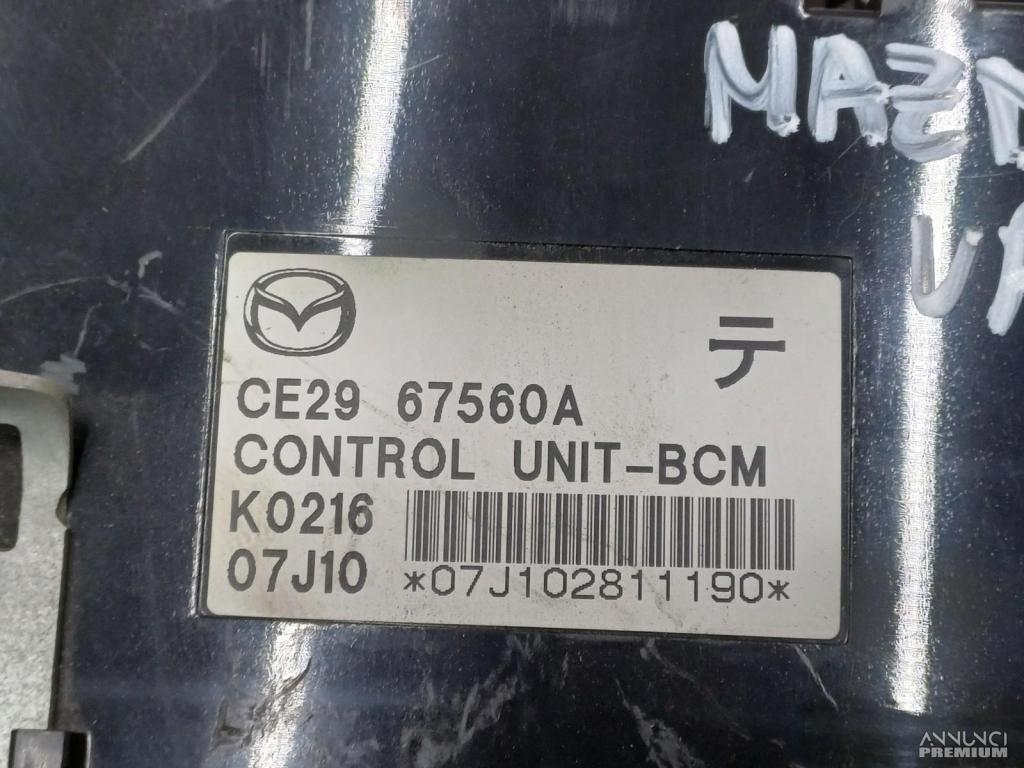 テ
CE29 67560A
CONTROL UNIT-BCM
K0216
07J10 *07J102811190*
ANNUNCI
PREMIUM